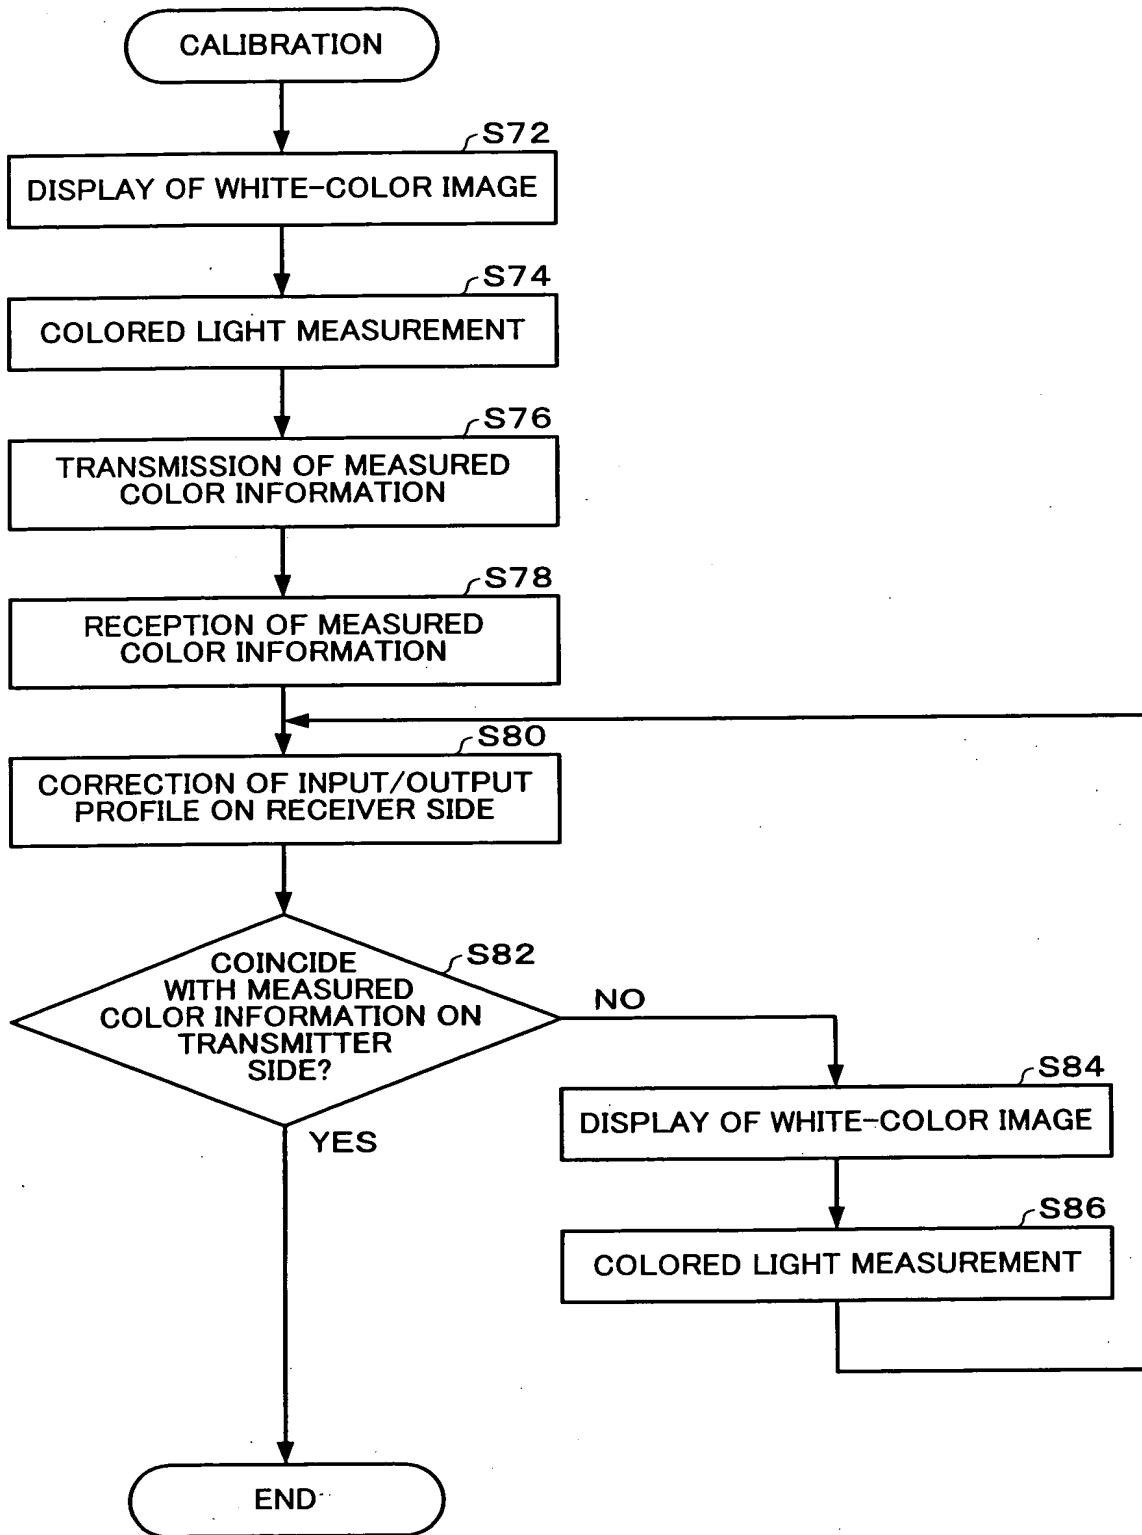 CALIBRATION
S72
DISPLAY OF WHITE-COLOR IMAGE
S74
COLORED LIGHT MEASUREMENT
S76
TRANSMISSION OF MEASURED
COLOR INFORMATION
S78
RECEPTION OF MEASURED
COLOR INFORMATION
S80
CORRECTION OF INPUT/OUTPUT
PROFILE ON RECEIVER SIDE
S82
COINCIDE
WITH MEASURED
COLOR INFORMATION ON
TRANSMITTER
SIDE?
NO
YES
S84
DISPLAY OF WHITE-COLOR IMAGE
S86
COLORED LIGHT MEASUREMENT
END